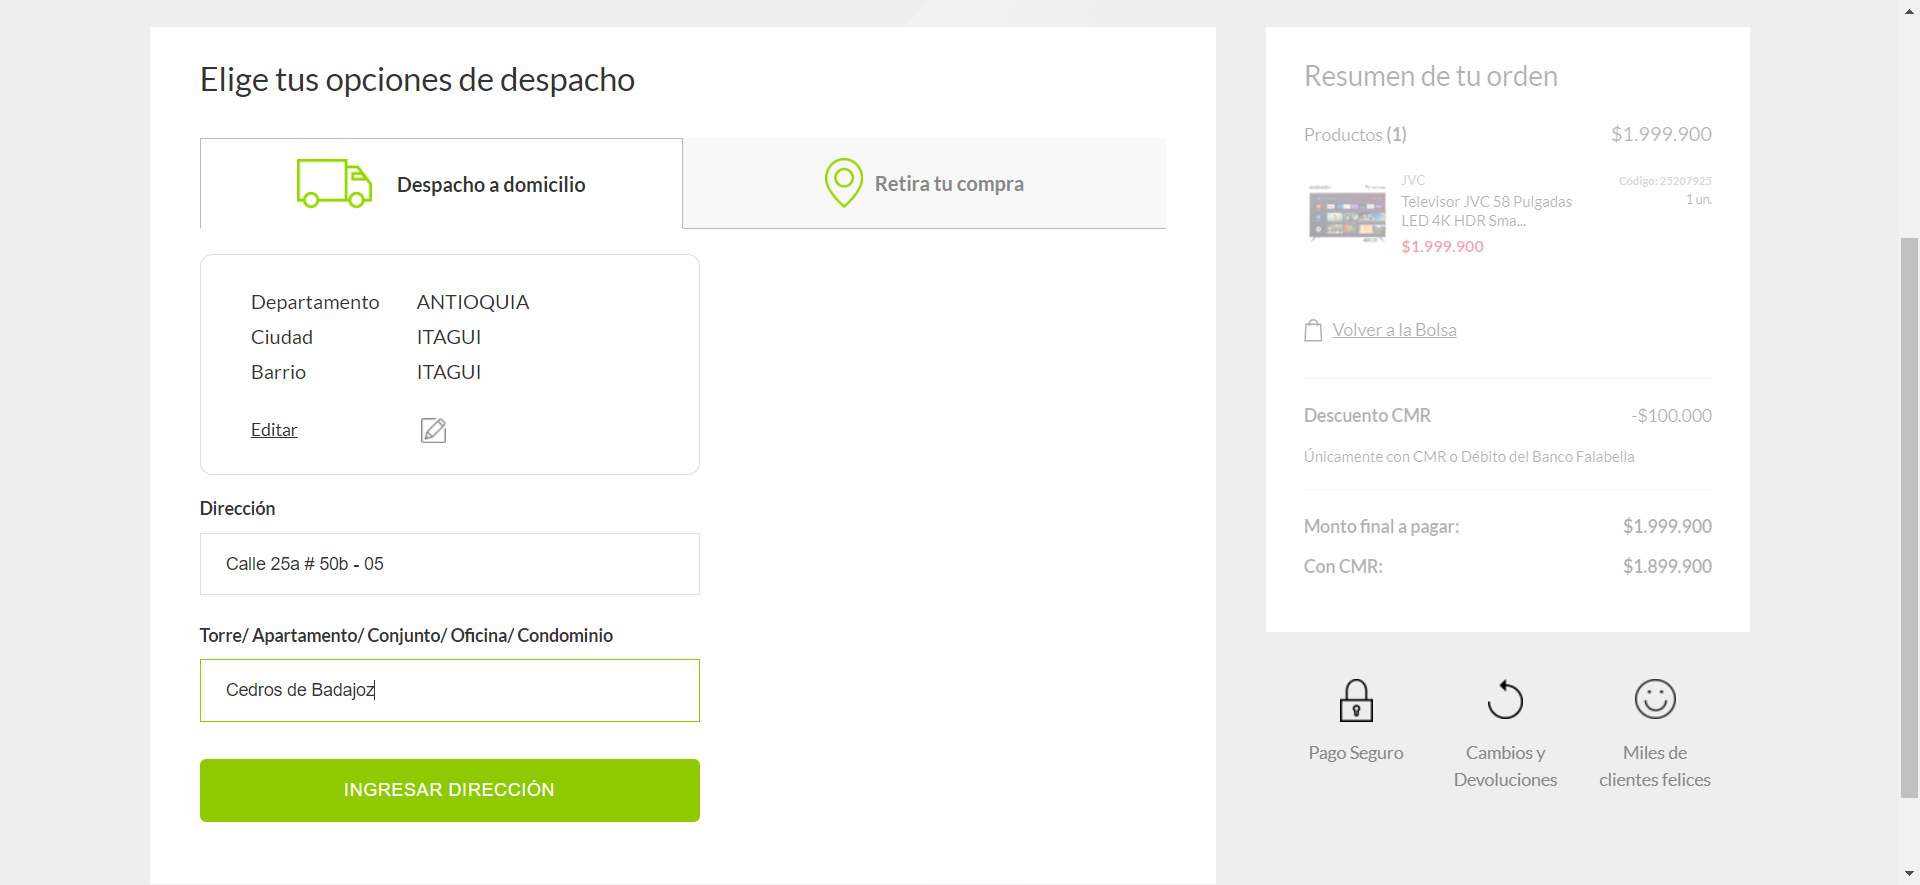 Elige tus opciones de despacho
Despacho a domicilio
Retira tu compra
Departamento ANTIOQUIA
Ciudad ITAGUI
Barrio ITAGUI
Editar
Dirección
Calle 25a # 50b - 05
Torre/ Apartamento/ Conjunto/ Oficina/ Condominio
Cedros de Badajoz
INGRESAR DIRECCIÓN
Resumen de tu orden
Productos (1) $1.999.900
JVC Código: 25207925
Televisor JVC 58 Pulgadas 1 un.
LED 4K HDR Sma...
$1.999.900
Volver a la Bolsa
Descuento CMR -$100.000
Únicamente con CMR o Débito del Banco Falabella
Monto final a pagar: $1.999.900
Con CMR: $1.899.900
Pago Seguro
Cambios y
Devoluciones
Miles de
clientes felices